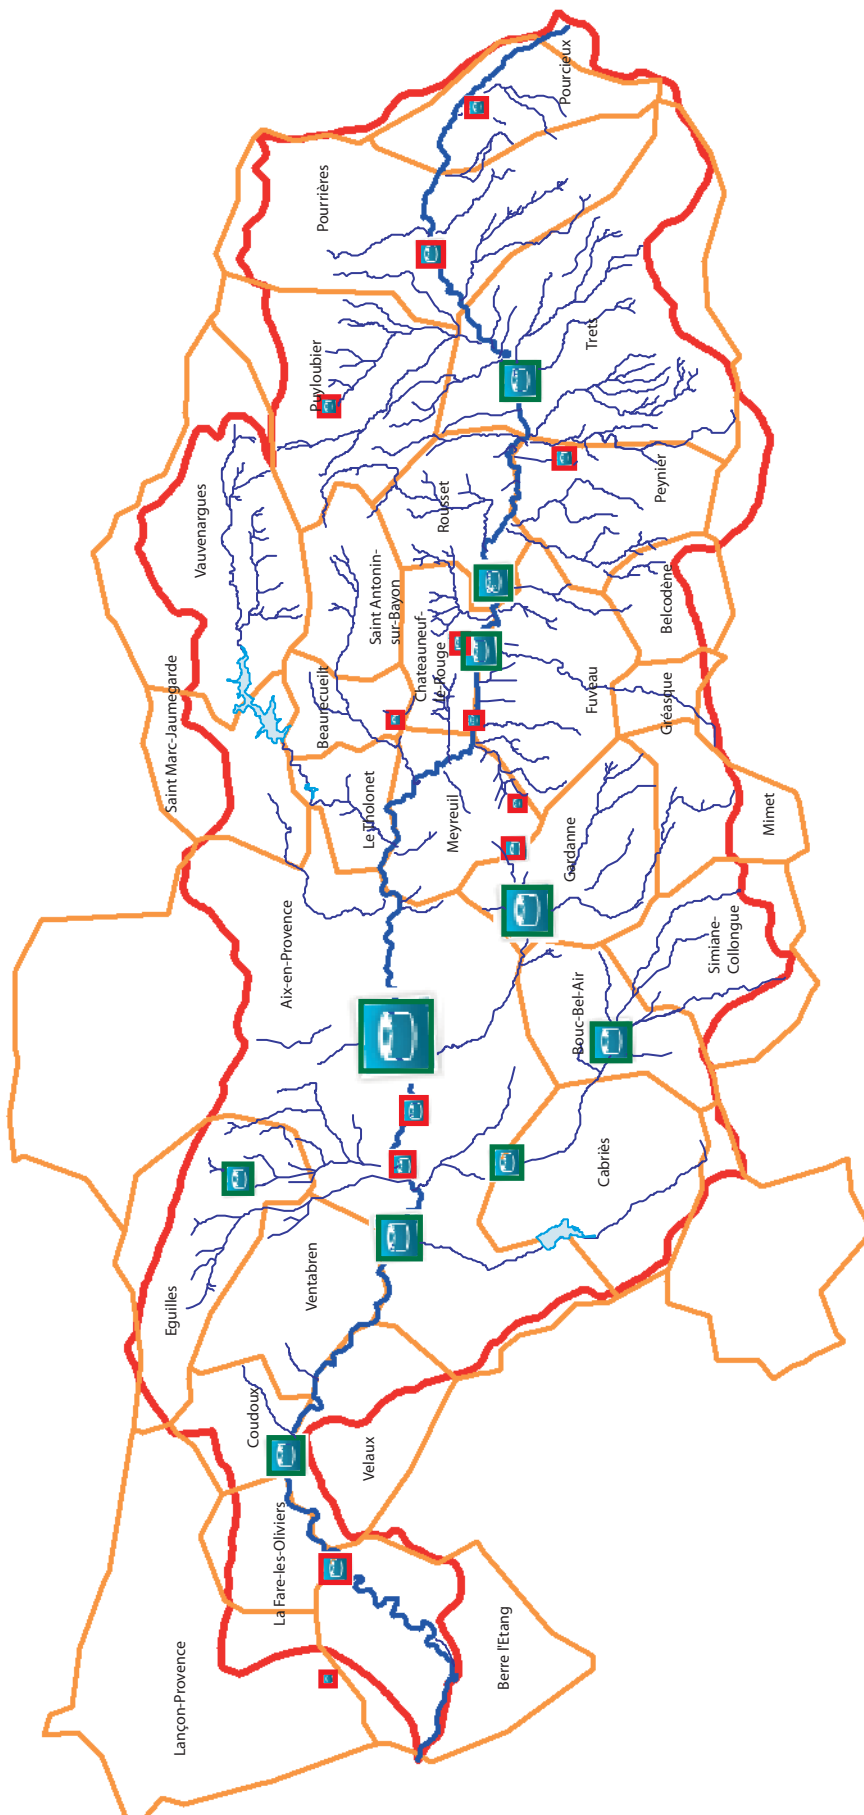 Pourcieux
Pourrières
Trets
Puyloubier
Peynier
Vauvenargues
Rousset
Saint Antonin-
sur-Bayon
Belcodène
Chateauneuf-
le-Rouge
Fuveau
Gréasque
Beaurecueilt
Saint Marc-Jaumegarde
Le Tholonet
Meyreuil
Gardanne
Mimet
Aix-en-Provence
Simiane-
Collongue
Bouc-Bel-Air
Cabriès
Ventabren
Eguilles
Coudoux
Velaux
La Fare-les-Oliviers
Berre l'Etang
Lançon-Provence